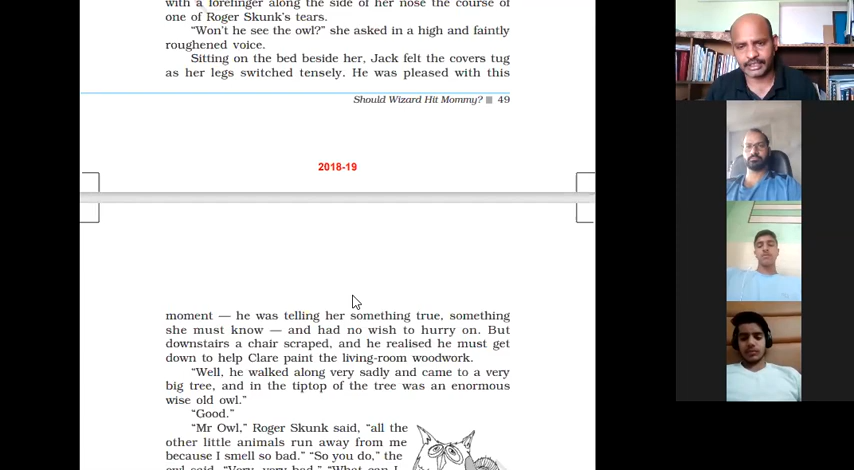 with a forefinger along the side of her nose the course of
one of Roger Skunk's tears.
"Won't he see the owl?" she asked in a high and faintly
roughened voice.
Sitting on the bed beside her, Jack felt the covers tug
as her legs switched tensely. He was pleased with this
Should Wizard Hit Mommy? 49
2018-19
moment — he was telling her something true, something
she must know — and had no wish to hurry on. But
downstairs a chair scraped, and he realised he must get
down to help Clare paint the living-room woodwork.
"Well, he walked along very sadly and came to a very
big tree, and in the tiptop of the tree was an enormous
wise old owl."
"Good."
"Mr Owl," Roger Skunk said, "all the
other little animals run away from me
because I smell so bad." "So you do," the
owl said. "Very, very bad." "What can I